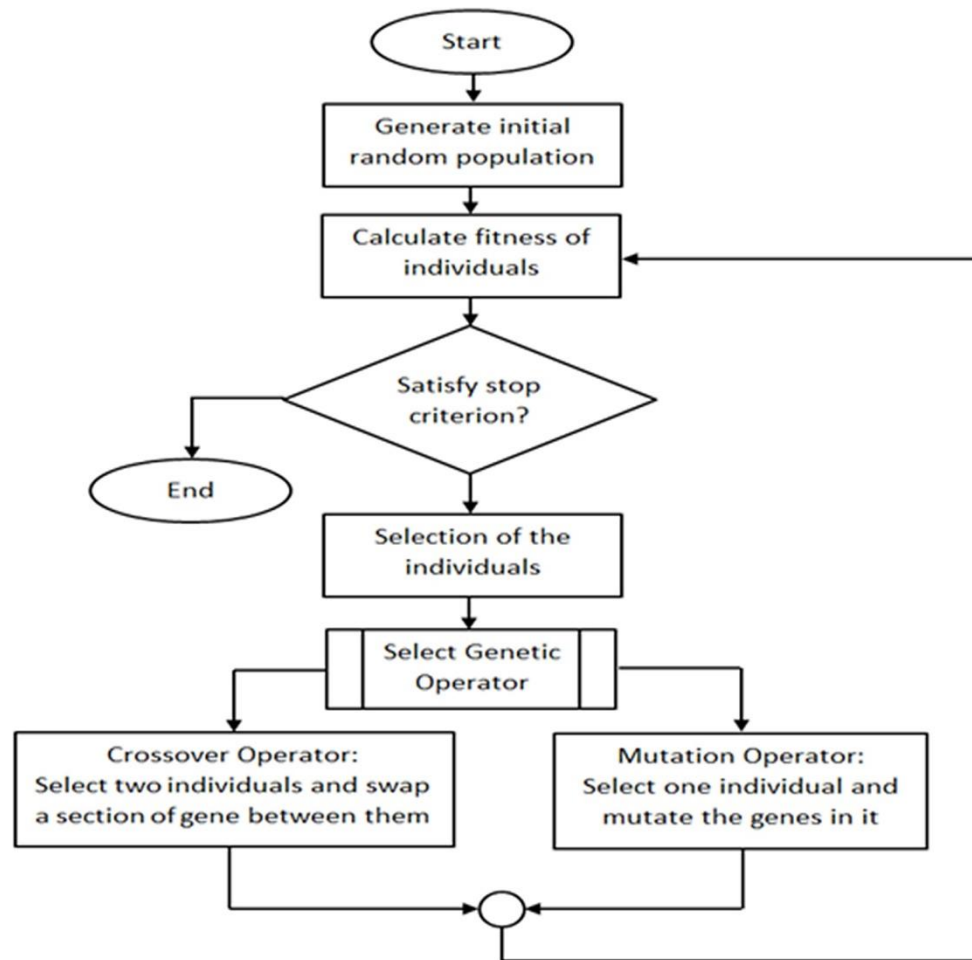 Start
Generate initial
random population
Calculate fitness of
individuals
Satisfy stop
criterion?
End
Selection of the
individuals
Select Genetic
Operator
Crossover Operator:
Select two individuals and swap
a section of gene between them
Mutation Operator:
Select one individual and
mutate the genes in it